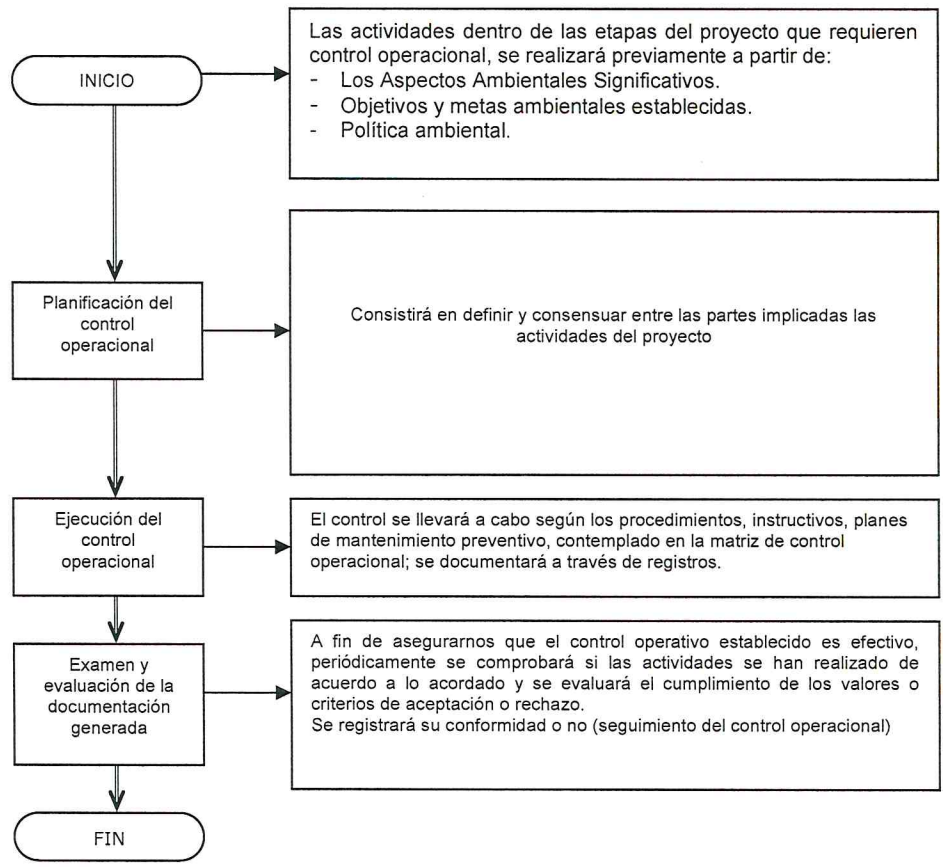 INICIO
Las actividades dentro de las etapas del proyecto que requieren
control operacional, se realizará previamente a partir de:
- Los Aspectos Ambientales Significativos.
- Objetivos y metas ambientales establecidas.
- Política ambiental.
Planificación del
control
operacional
Consistirá en definir y consensuar entre las partes implicadas las
actividades del proyecto
Ejecución del
control
operacional
El control se llevará a cabo según los procedimientos, instructivos, planes
de mantenimiento preventivo, contemplado en la matriz de control
operacional; se documentará a través de registros.
Examen y
evaluación de la
documentación
generada
A fin de asegurarnos que el control operativo establecido es efectivo,
periódicamente se comprobará si las actividades se han realizado de
acuerdo a lo acordado y se evaluará el cumplimiento de los valores o
criterios de aceptación o rechazo.
Se registrará su conformidad o no (seguimiento del control operacional)
FIN